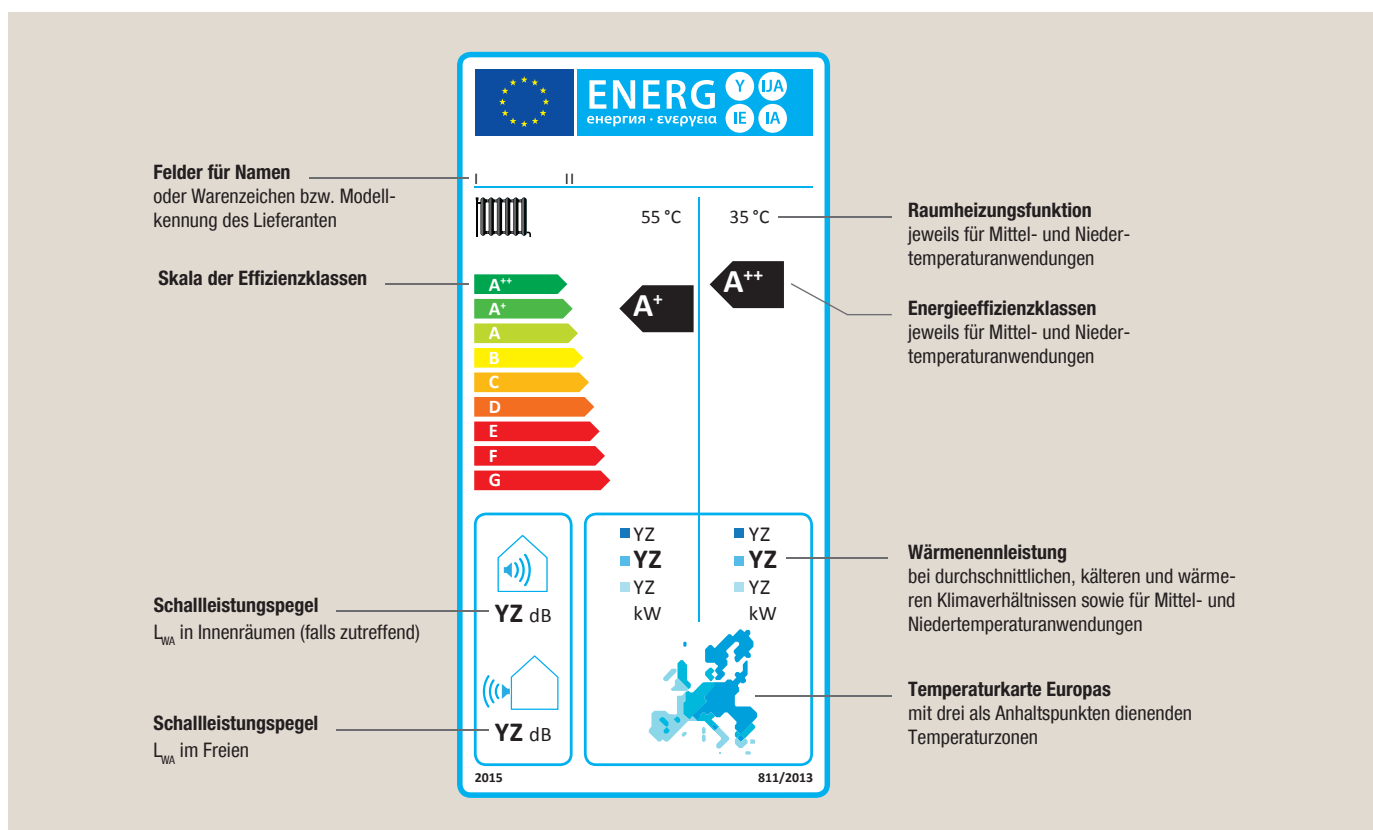 ENERG Y IJA
енергия · ενεργεια IE IA
Felder für Namen
oder Warenzeichen bzw. Modell-
kennung des Lieferanten
I II
55 °C 35 °C
Raumheizungsfunktion
jeweils für Mittel- und Nieder-
temperaturanwendungen
Skala der Effizienzklassen
A++
A+
A
B
C
D
E
F
G
A+
A++
Energieeffizienzklassen
jeweils für Mittel- und Nieder-
temperaturanwendungen
YZ YZ
YZ YZ
YZ YZ
kW kW
Wärmenennleistung
bei durchschnittlichen, kälteren und wärme-
ren Klimaverhältnissen sowie für Mittel- und
Niedertemperaturanwendungen
Schallleistungspegel
LWA in Innenräumen (falls zutreffend)
YZ dB
Temperaturkarte Europas
mit drei als Anhaltspunkten dienenden
Temperaturzonen
Schallleistungspegel
LWA im Freien
YZ dB
2015 811/2013